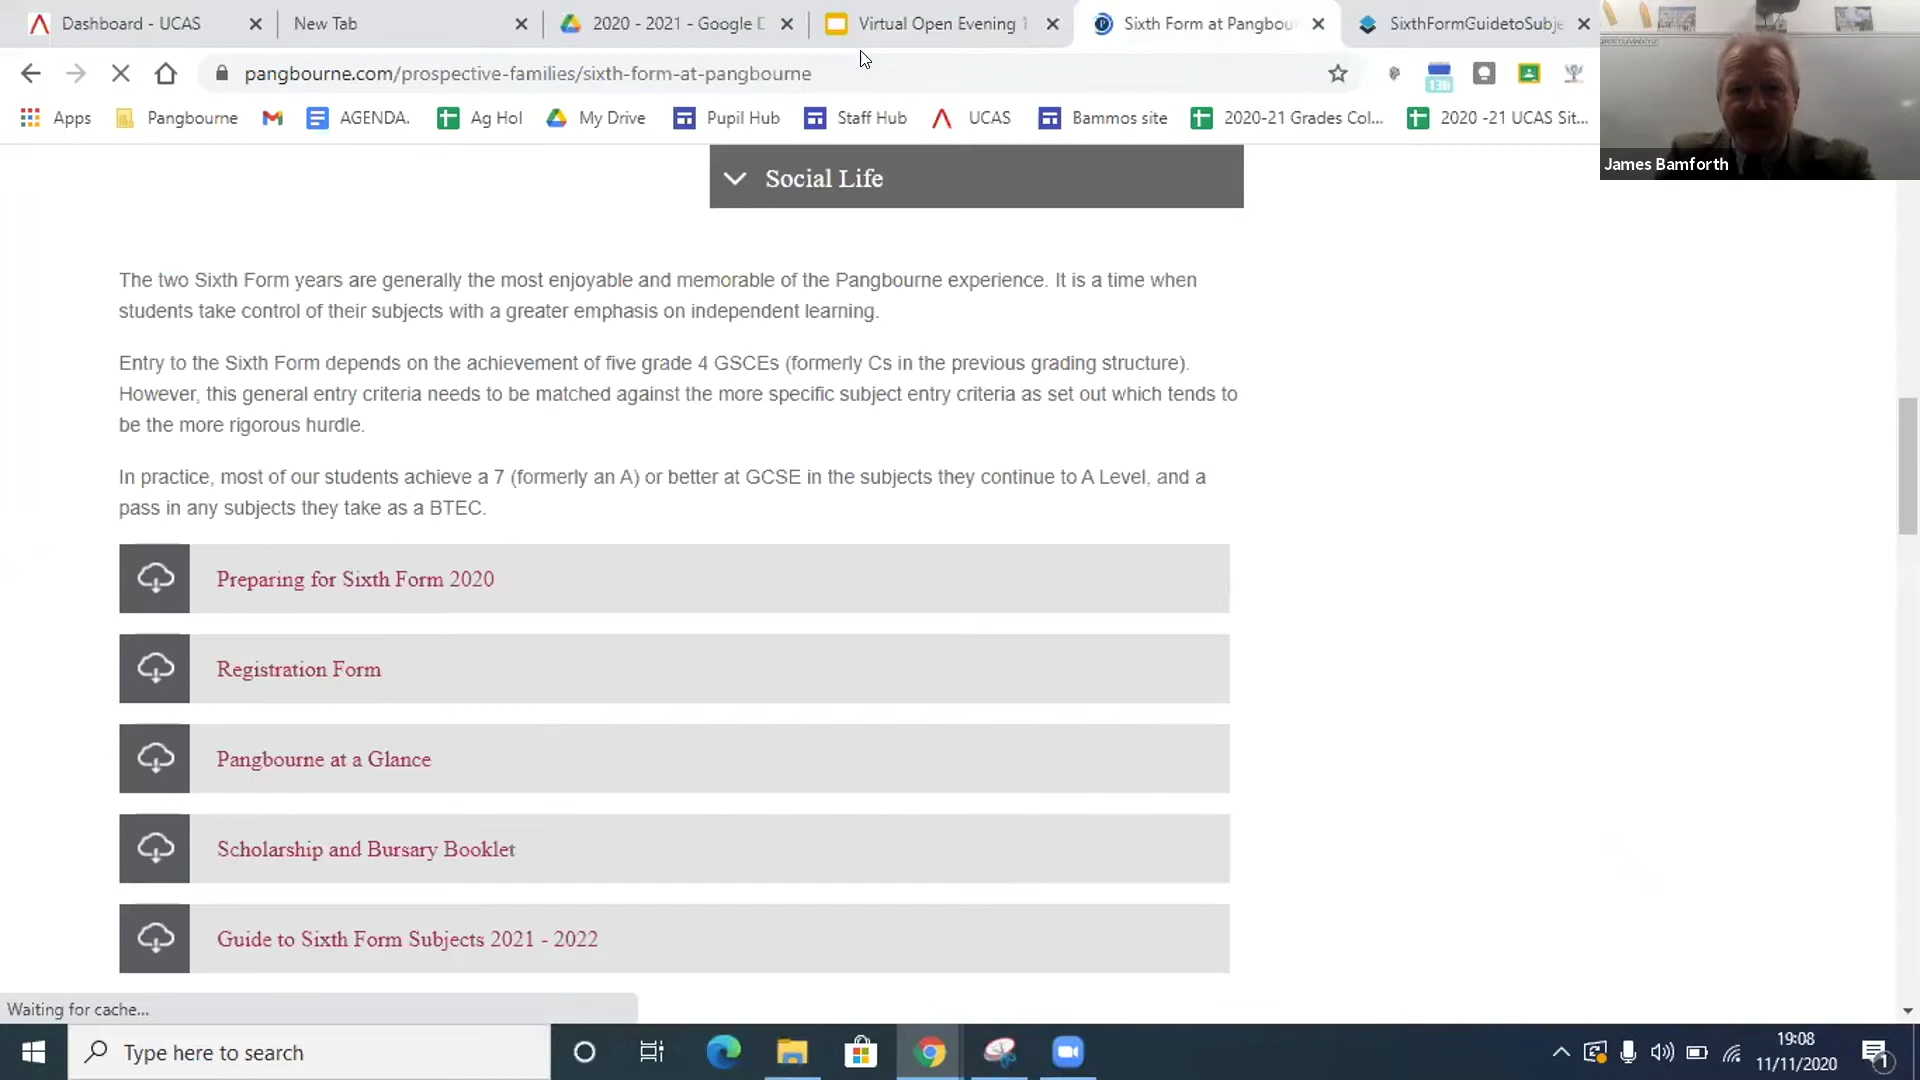 Dashboard - UCAS
New Tab
2020 - 2021 - Google D
Virtual Open Evening 1
Sixth Form at Pangbou
SixthFormGuidetoSubje
pangbourne.com/prospective-families/sixth-form-at-pangbourne
Apps
Pangbourne
AGENDA.
Ag Hol
My Drive
Pupil Hub
Staff Hub
UCAS
Bammos site
2020-21 Grades Col...
2020 -21 UCAS Sit...
James Bamforth
Social Life
The two Sixth Form years are generally the most enjoyable and memorable of the Pangbourne experience. It is a time when
students take control of their subjects with a greater emphasis on independent learning.
Entry to the Sixth Form depends on the achievement of five grade 4 GSCEs (formerly Cs in the previous grading structure).
However, this general entry criteria needs to be matched against the more specific subject entry criteria as set out which tends to
be the more rigorous hurdle.
In practice, most of our students achieve a 7 (formerly an A) or better at GCSE in the subjects they continue to A Level, and a
pass in any subjects they take as a BTEC.
Preparing for Sixth Form 2020
Registration Form
Pangbourne at a Glance
Scholarship and Bursary Booklet
Guide to Sixth Form Subjects 2021 - 2022
Waiting for cache...
Type here to search
19:08
11/11/2020
1